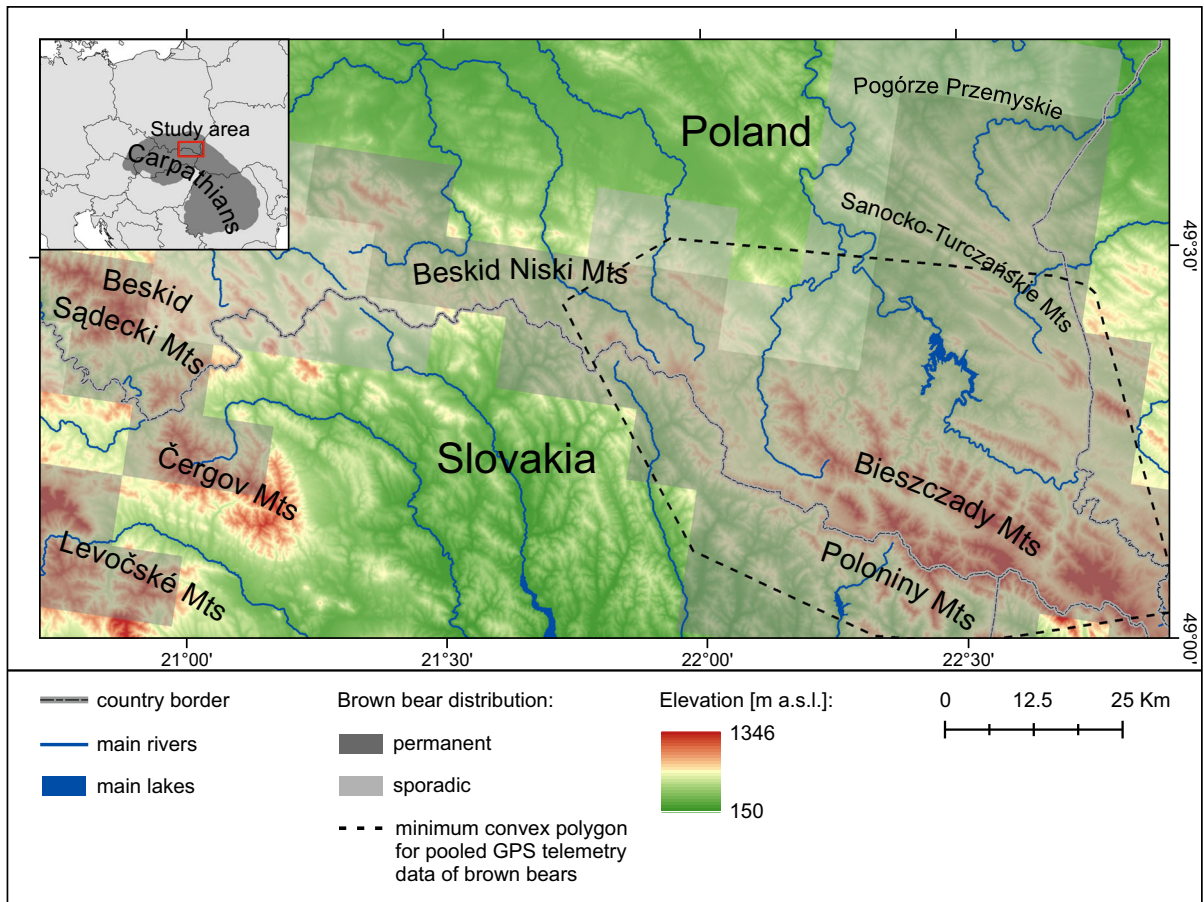 Study area
Carpathians
Poland
Pogórze Przemyskie
Sanocko-Turczańskie Mts
Beskid Niski Mts
Beskid
Sądecki Mts
Slovakia
Čergov Mts
Bieszczady Mts
Levočské Mts
Poloniny Mts
49°30'
49°00'
21°00'
21°30'
22°00'
22°30'
country border
main rivers
main lakes
Brown bear distribution:
permanent
sporadic
minimum convex polygon
for pooled GPS telemetry
data of brown bears
Elevation [m a.s.l.]:
1346
150
0 12.5 25 Km